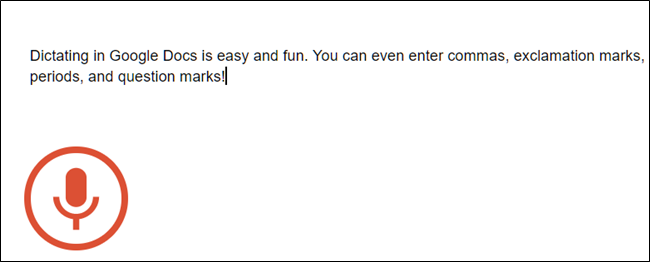 Dictating in Google Docs is easy and fun. You can even enter commas, exclamation marks,
periods, and question marks!